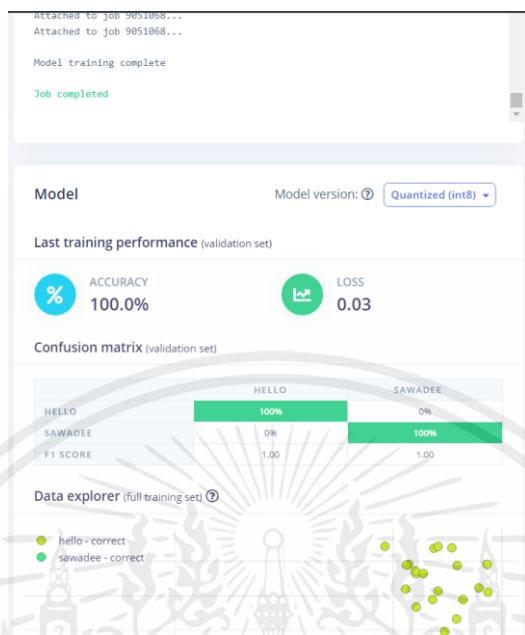 Attached to job 9051068...
Attached to job 9051068...
Model training complete
Job completed
Model
Model version: ? Quantized (int8)
Last training performance (validation set)
% ACCURACY
100.0%
LOSS
0.03
Confusion matrix (validation set)
HELLO SAWADEE
HELLO 100% 0%
SAWADEE 0% 100%
F1 SCORE 1.00 1.00
Data explorer (full training set) ?
hello - correct
sawadee - correct